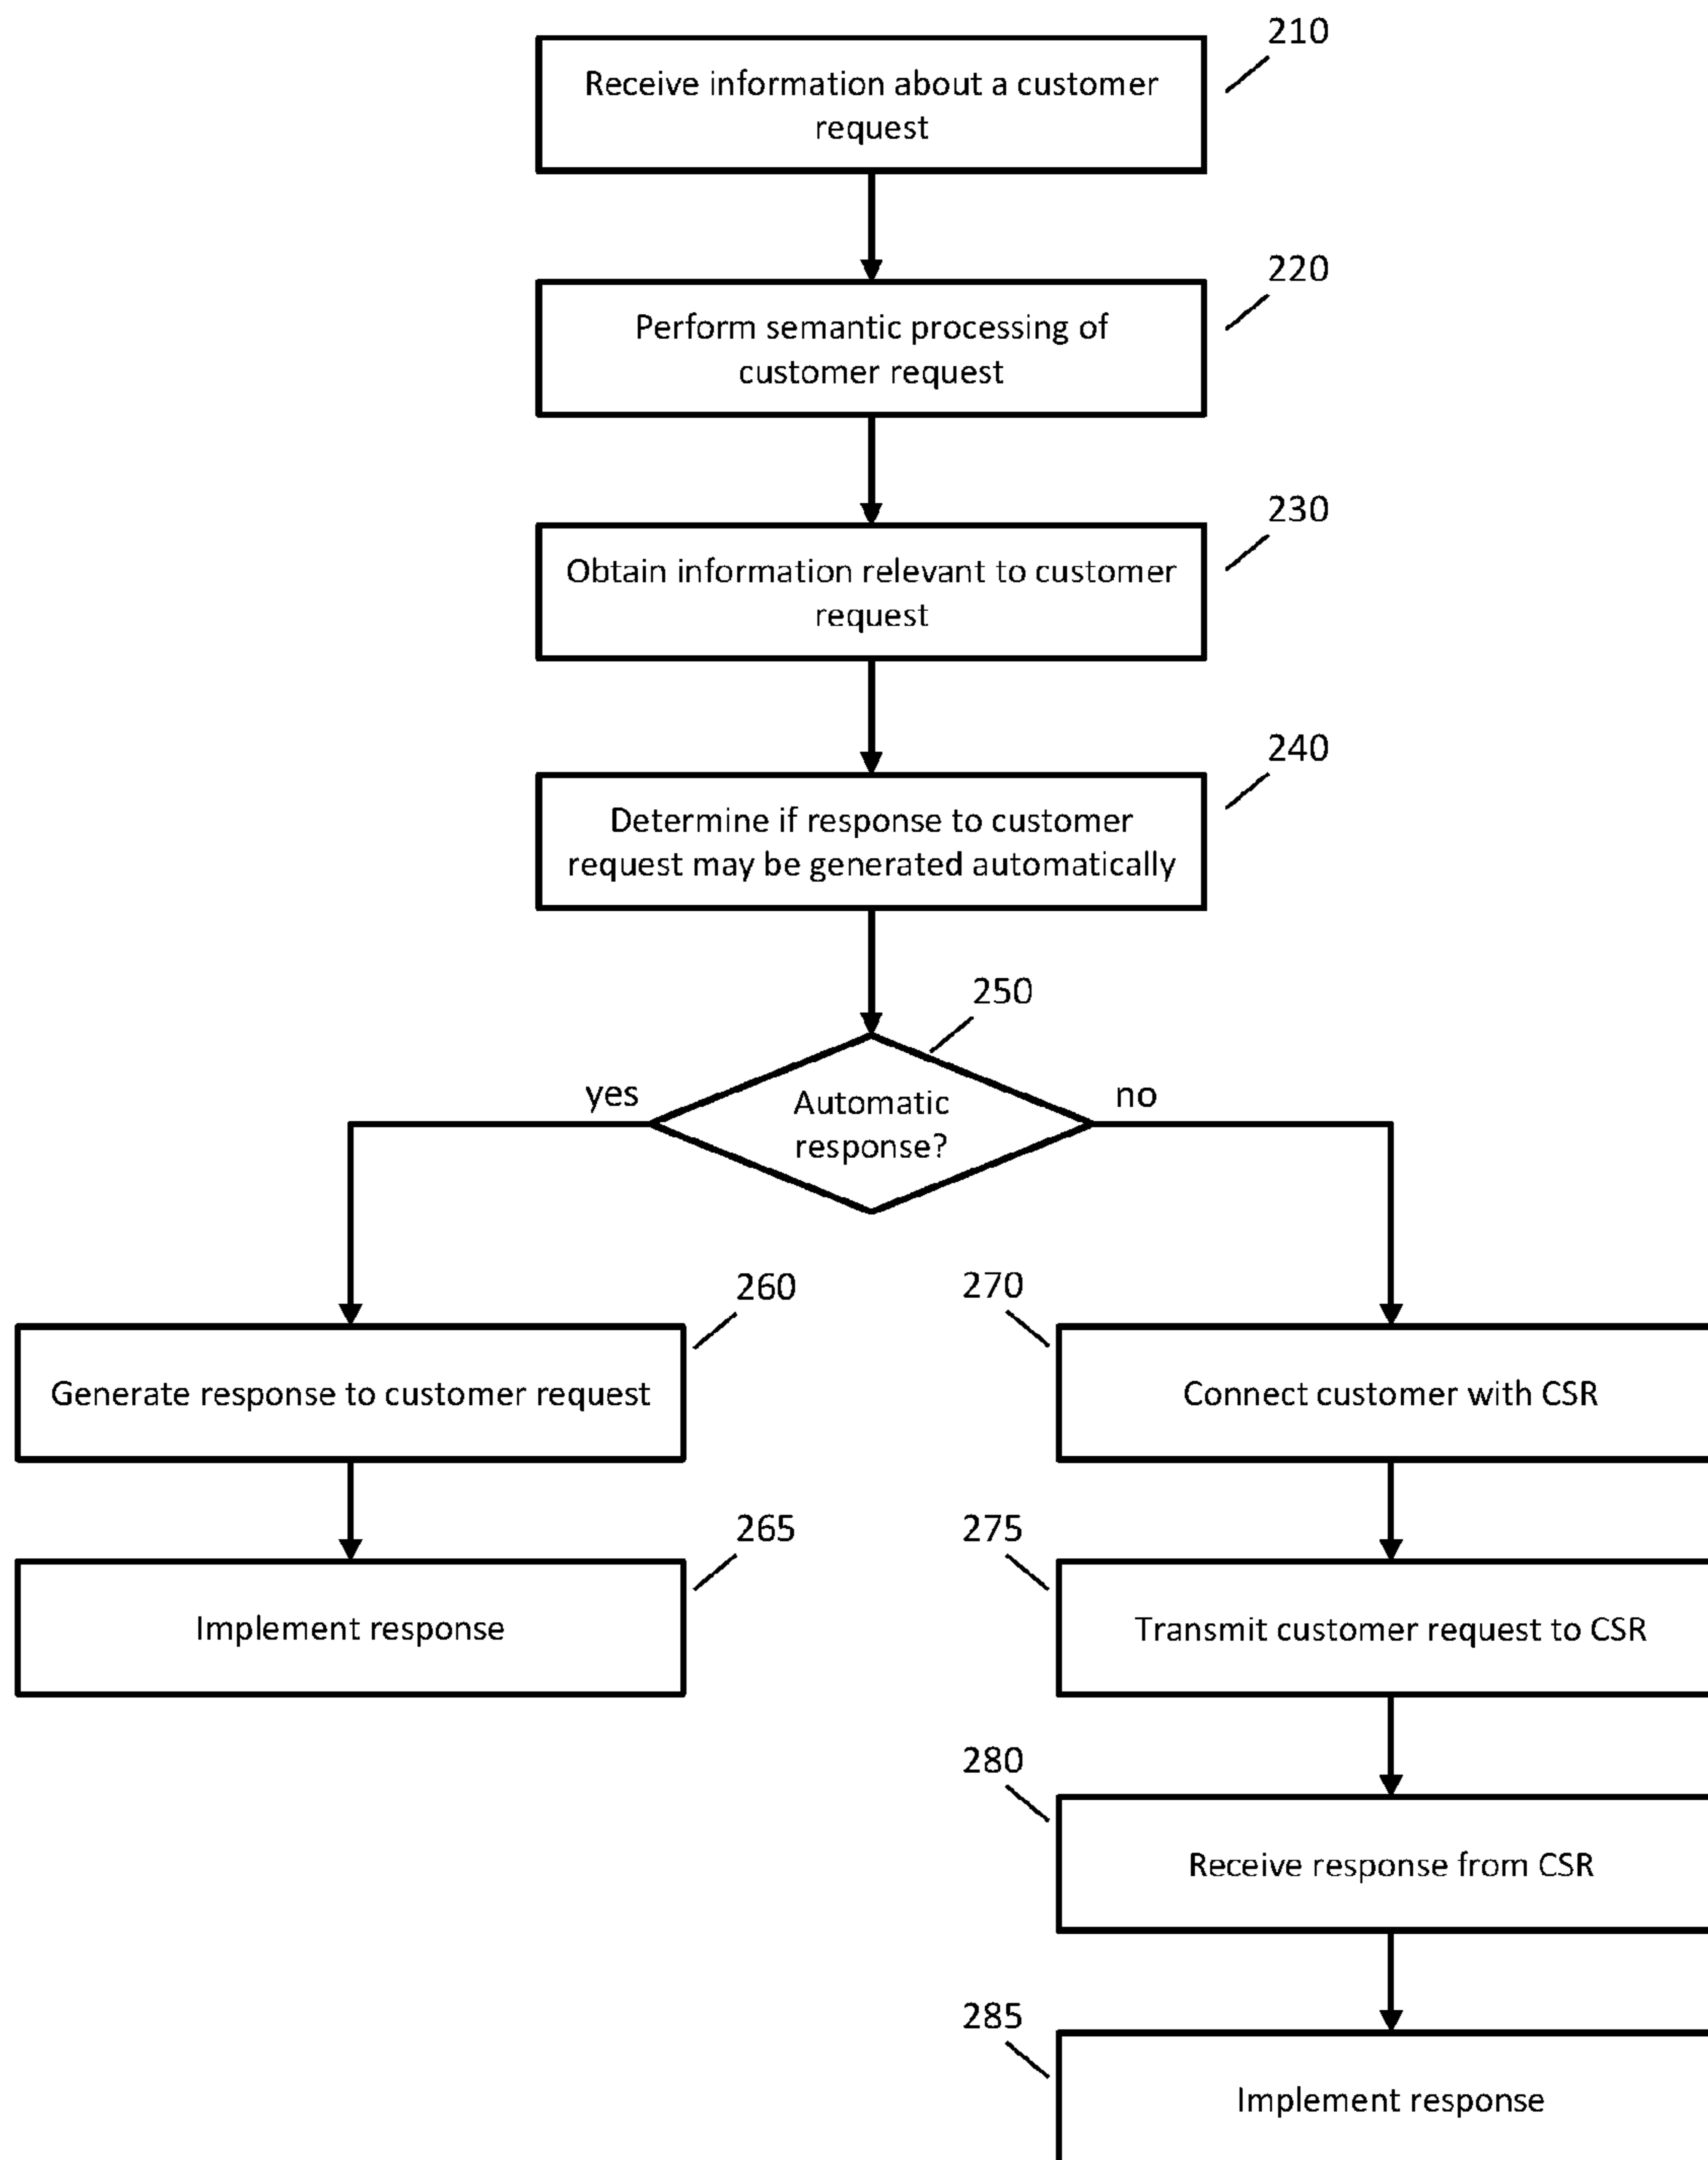 210
Receive information about a customer
request
220
Perform semantic processing of
customer request
230
Obtain information relevant to customer
request
240
Determine if response to customer
request may be generated automatically
250
yes
Automatic
response?
no
260
Generate response to customer request
270
Connect customer with CSR
265
Implement response
275
Transmit customer request to CSR
280
Receive response from CSR
285
Implement response